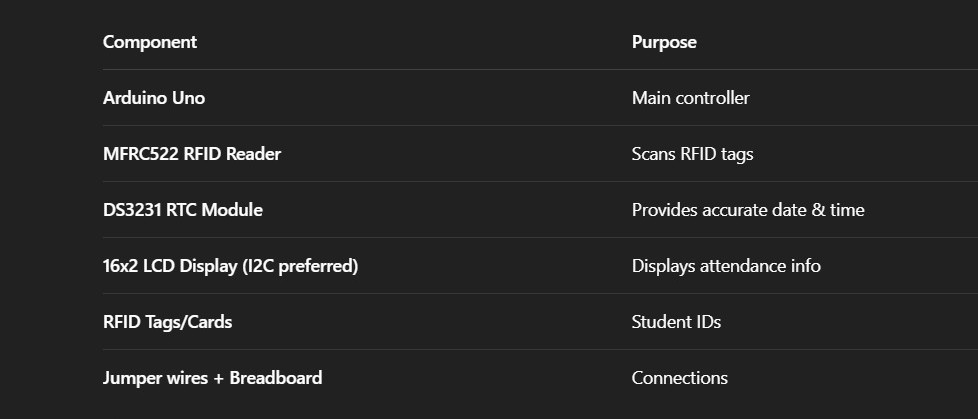 Component Purpose
Arduino Uno Main controller
MFRC522 RFID Reader Scans RFID tags
DS3231 RTC Module Provides accurate date & time
16x2 LCD Display (I2C preferred) Displays attendance info
RFID Tags/Cards Student IDs
Jumper wires + Breadboard Connections